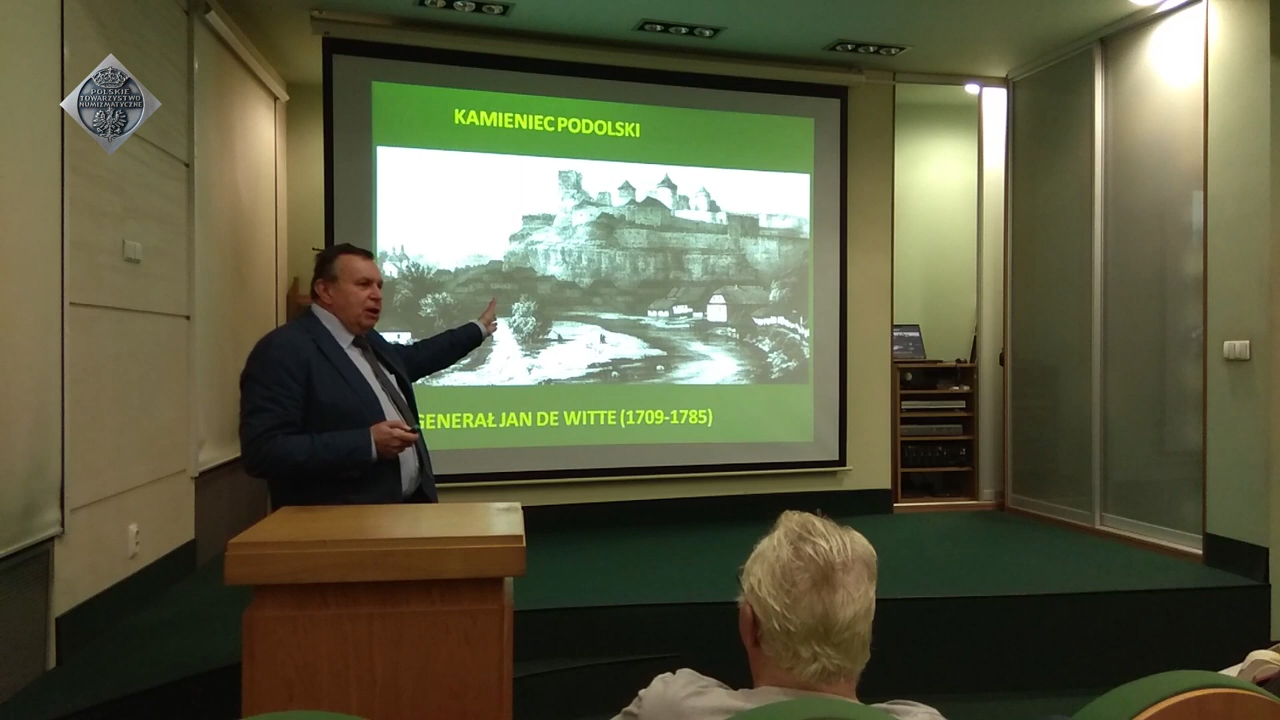 POLSKIE
TOWARZYSTWO
NUMIZMATYCZNE
KAMIENIEC PODOLSKI
GENERAŁ JAN DE WITTE (1709-1785)